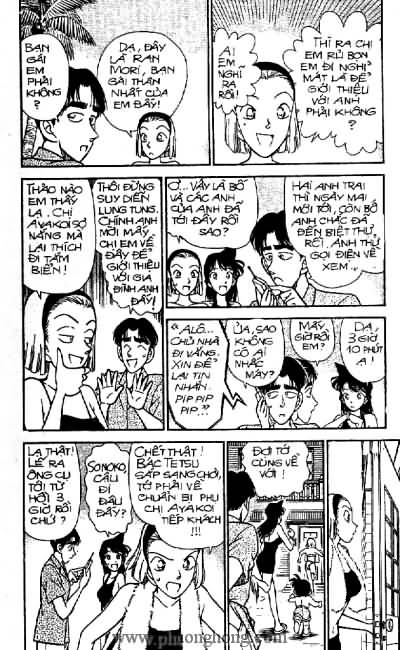 BẠN
GÁI
EM
PHẢI
KHÔNG
?
DẠ, ĐÂY
LÀ RAN
MORI, BẠN
GÁI THÂN
NHẤT CỦA
EM ĐẤY!
A!
EM
NGHĨ
RA
RỒI!
THÌ RA CHỊ
EM RỦ BỌN
EM ĐI NGHỈ
MÁT LÀ ĐỂ
GIỚI THIỆU
VỚI ANH
PHẢI KHÔNG
?
THẢO NÀO
EM THẤY
LẠ. CHỊ
AYAKO SỢ
NẮNG MÀ
LẠI THÍCH
ĐI TẮM
BIỂN!
THÔI ĐỪNG
SUY DIỄN
LUNG TUNG.
CHÍNH ANH
MỜI MẤY
CHỊ EM VỀ
ĐÂY ĐỂ
GIỚI THIỆU
VỚI GIA
ĐÌNH ANH
ĐẤY!
Ơ... VẬY LÀ BỐ
VÀ CÁC ANH
CỦA ANH ĐÃ
TỚI ĐÂY RỒI
SAO?
HAI ANH TRAI
THÌ NGÀY MAI
MỚI TỚI, CÒN BỐ
ANH CHẮC ĐÃ
ĐẾN BIỆT THỰ
RỒI. ANH THỬ
GỌI ĐIỆN VỀ
XEM...
"ALÔ...
CHỦ NHÀ
ĐI VẮNG.
XIN ĐỂ
LẠI TIN
NHẮN.
PIP PIP
PIP..."
ỦA, SAO
KHÔNG
CÓ AI
NHẤC
MÁY?
MẤY
GIỜ RỒI
EM?
DẠ,
3 GIỜ
10 PHÚT
Ạ!
LẠ THẬT!
LẼ RA
ÔNG CỤ
TỚI TỪ
HỒI 3
GIỜ RỒI
CHỨ?
SONOKO,
CẬU
ĐI
ĐÂU
ĐẤY?
CHẾT THẬT!
BÁC TETSU
SẮP SANG CHƠI,
TỚ PHẢI VỀ
CHUẨN BỊ PHỤ
CHỊ AYAKO
TIẾP KHÁCH
!!!
ĐỢI TỚ
CÙNG VỀ
VỚI!
www.phuonghong.com